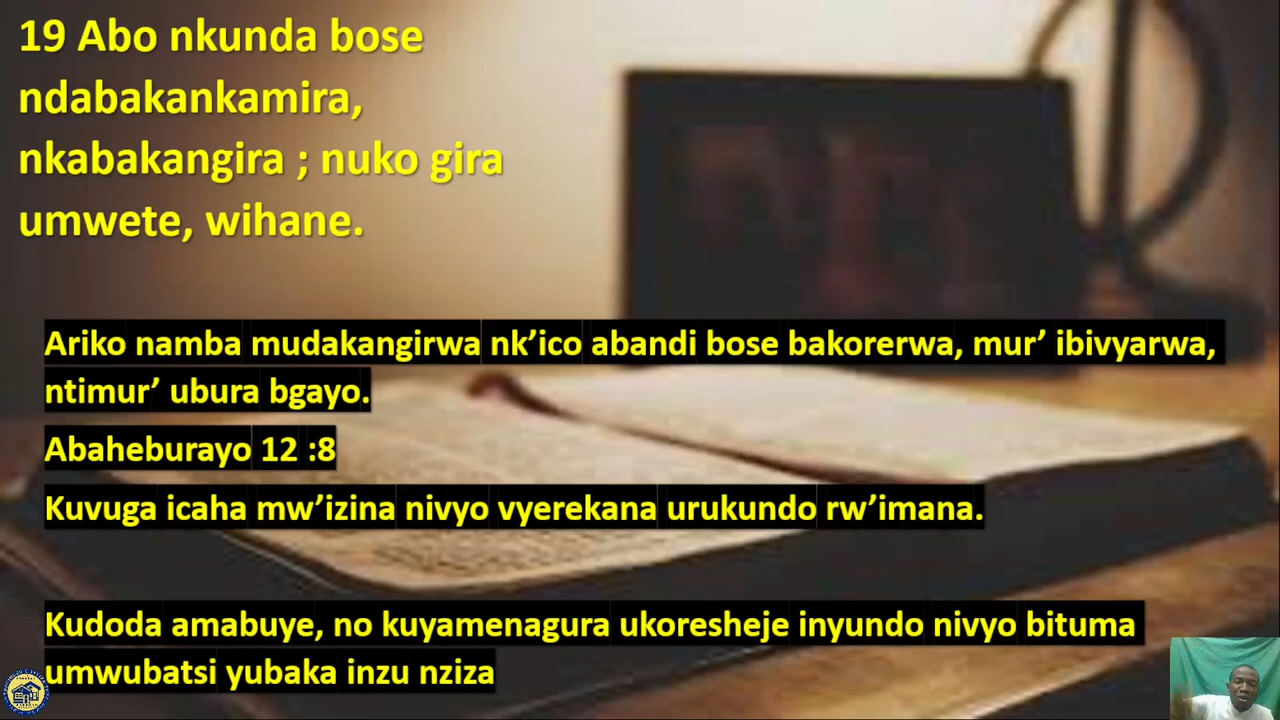 19 Abo nkunda bose
ndabakankamira,
nkabakangira ; nuko gira
umwete, wihane.
Ariko namba mudakangirwa nk’ico abandi bose bakorerwa, mur’ ibivyarwa,
ntimur’ ubura bgayo.
Abaheburayo 12 :8
Kuvuga icaha mw’izina nivyo vyerekana urukundo rw’imana.
Kudoda amabuye, no kuyamenagura ukoresheje inyundo nivyo bituma
umwubatsi yubaka inzu nziza